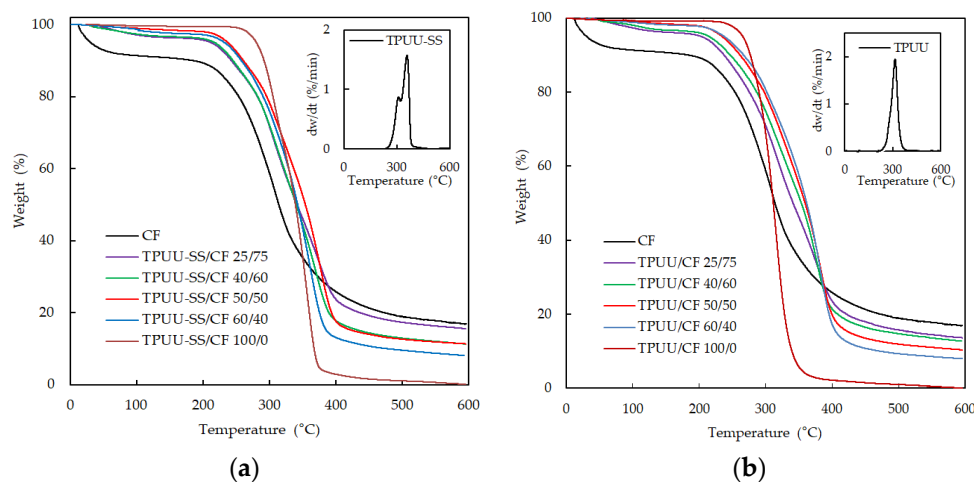 100
80
60
40
20
0
Weight (%)
0
100
200
300
400
500
600
Temperature (°C)
CF
TPUU-SS/CF 25/75
TPUU-SS/CF 40/60
TPUU-SS/CF 50/50
TPUU-SS/CF 60/40
TPUU-SS/CF 100/0
TPUU-SS
2
1
0
dw/dt (%/min)
0
300
600
Temperature (°C)
(a)
100
80
60
40
20
0
Weight (%)
0
100
200
300
400
500
600
Temperature (°C)
CF
TPUU/CF 25/75
TPUU/CF 40/60
TPUU/CF 50/50
TPUU/CF 60/40
TPUU/CF 100/0
TPUU
2
1
0
dw/dt (%/min)
0
300
600
Temperature (°C)
(b)